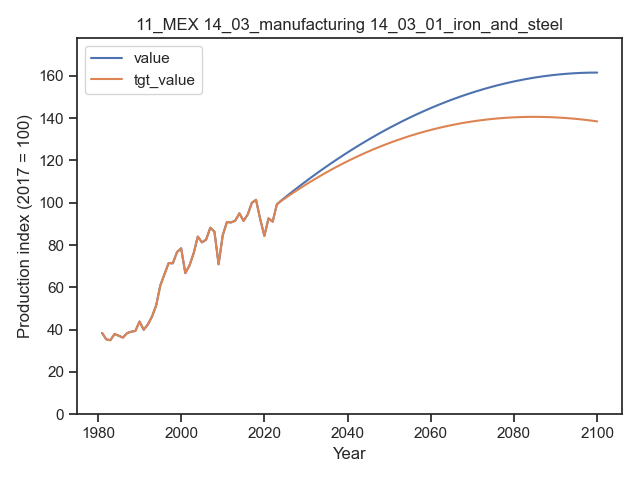 11_MEX 14_03_manufacturing 14_03_01_iron_and_steel
value
tgt_value
Production index (2017 = 100)
160
140
120
100
80
60
40
20
0
1980 2000 2020 2040 2060 2080 2100
Year